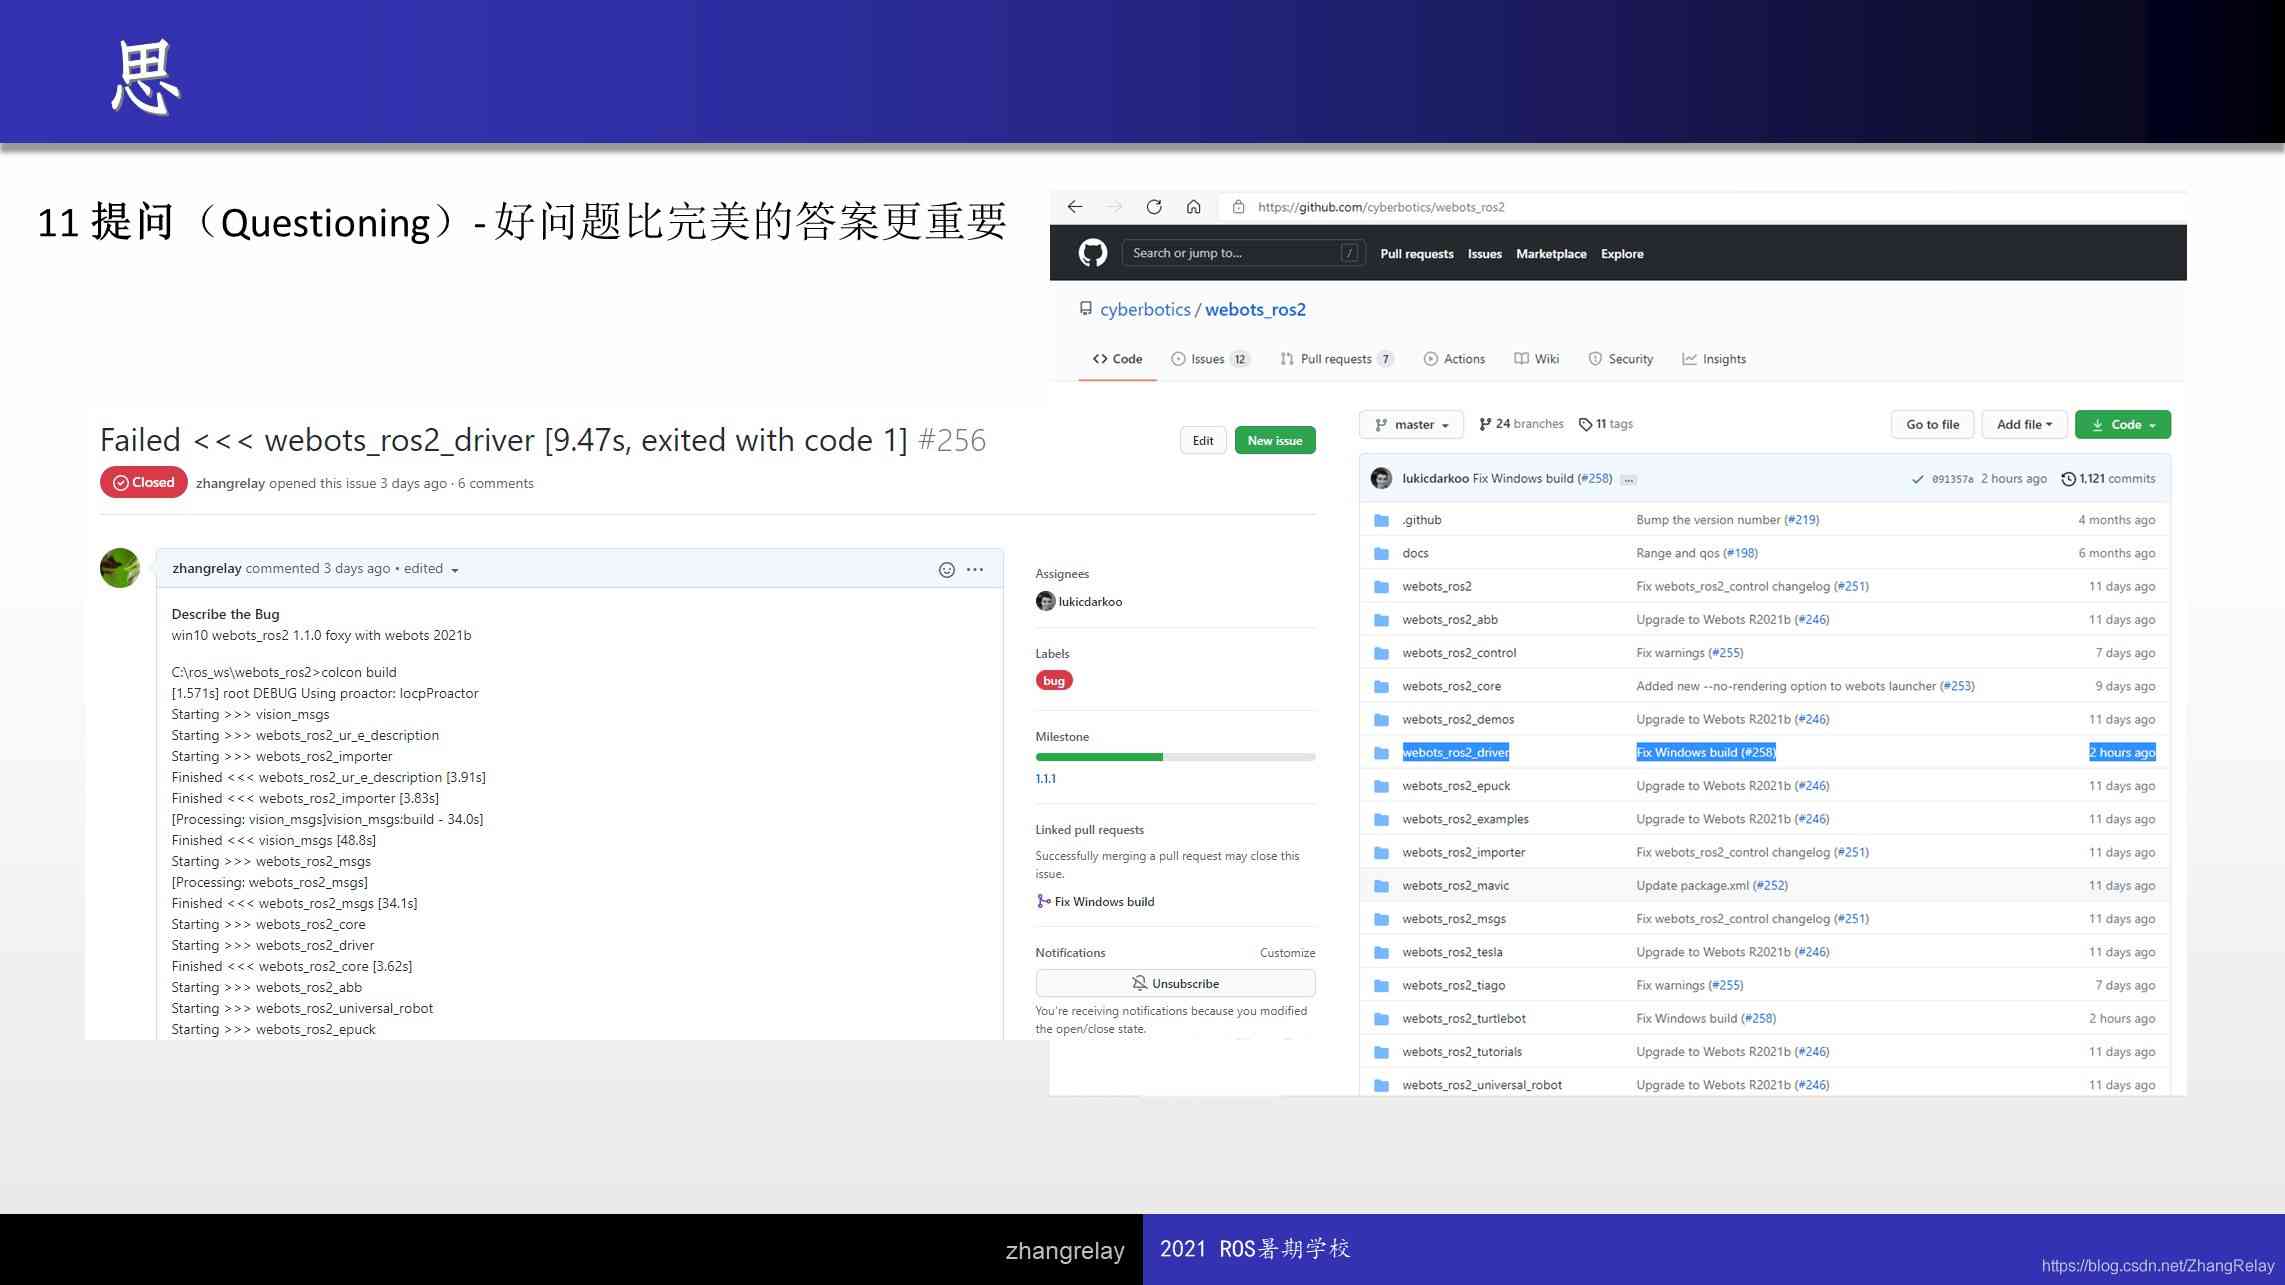 思
11 提问（Questioning）- 好问题比完美的答案更重要
https://github.com/cyberbotics/webots_ros2
Search or jump to... /
Pull requests Issues Marketplace Explore
cyberbotics / webots_ros2
Code Issues 12 Pull requests 7 Actions Wiki Security Insights
Failed <<< webots_ros2_driver [9.47s, exited with code 1] #256
Edit New issue
Closed zhangrelay opened this issue 3 days ago · 6 comments
zhangrelay commented 3 days ago • edited
Describe the Bug
win10 webots_ros2 1.1.0 foxy with webots 2021b
C:\ros_ws\webots_ros2>colcon build
[1.571s] root DEBUG Using proactor: IocpProactor
Starting >>> vision_msgs
Starting >>> webots_ros2_ur_e_description
Starting >>> webots_ros2_importer
Finished <<< webots_ros2_ur_e_description [3.91s]
Finished <<< webots_ros2_importer [3.83s]
[Processing: vision_msgs]vision_msgs:build - 34.0s]
Finished <<< vision_msgs [48.8s]
Starting >>> webots_ros2_msgs
[Processing: webots_ros2_msgs]
Finished <<< webots_ros2_msgs [34.1s]
Starting >>> webots_ros2_core
Starting >>> webots_ros2_driver
Finished <<< webots_ros2_core [3.62s]
Starting >>> webots_ros2_abb
Starting >>> webots_ros2_universal_robot
Starting >>> webots_ros2_epuck
Assignees
lukicdarkoo
Labels
bug
Milestone
1.1.1
Linked pull requests
Successfully merging a pull request may close this
issue.
Fix Windows build
Notifications Customize
Unsubscribe
You're receiving notifications because you modified
the open/close state.
master 24 branches 11 tags Go to file Add file Code
lukicdarkoo Fix Windows build (#258) ... 091357a 2 hours ago 1,121 commits
.github Bump the version number (#219) 4 months ago
docs Range and qos (#198) 6 months ago
webots_ros2 Fix webots_ros2_control changelog (#251) 11 days ago
webots_ros2_abb Upgrade to Webots R2021b (#246) 11 days ago
webots_ros2_control Fix warnings (#255) 7 days ago
webots_ros2_core Added new --no-rendering option to webots launcher (#253) 9 days ago
webots_ros2_demos Upgrade to Webots R2021b (#246) 11 days ago
webots_ros2_driver Fix Windows build (#258) 2 hours ago
webots_ros2_epuck Upgrade to Webots R2021b (#246) 11 days ago
webots_ros2_examples Upgrade to Webots R2021b (#246) 11 days ago
webots_ros2_importer Fix webots_ros2_control changelog (#251) 11 days ago
webots_ros2_mavic Update package.xml (#252) 11 days ago
webots_ros2_msgs Fix webots_ros2_control changelog (#251) 11 days ago
webots_ros2_tesla Upgrade to Webots R2021b (#246) 11 days ago
webots_ros2_tiago Fix warnings (#255) 7 days ago
webots_ros2_turtlebot Fix Windows build (#258) 2 hours ago
webots_ros2_tutorials Upgrade to Webots R2021b (#246) 11 days ago
webots_ros2_universal_robot Upgrade to Webots R2021b (#246) 11 days ago
zhangrelay
2021 ROS暑期学校
https://blog.csdn.net/ZhangRelay